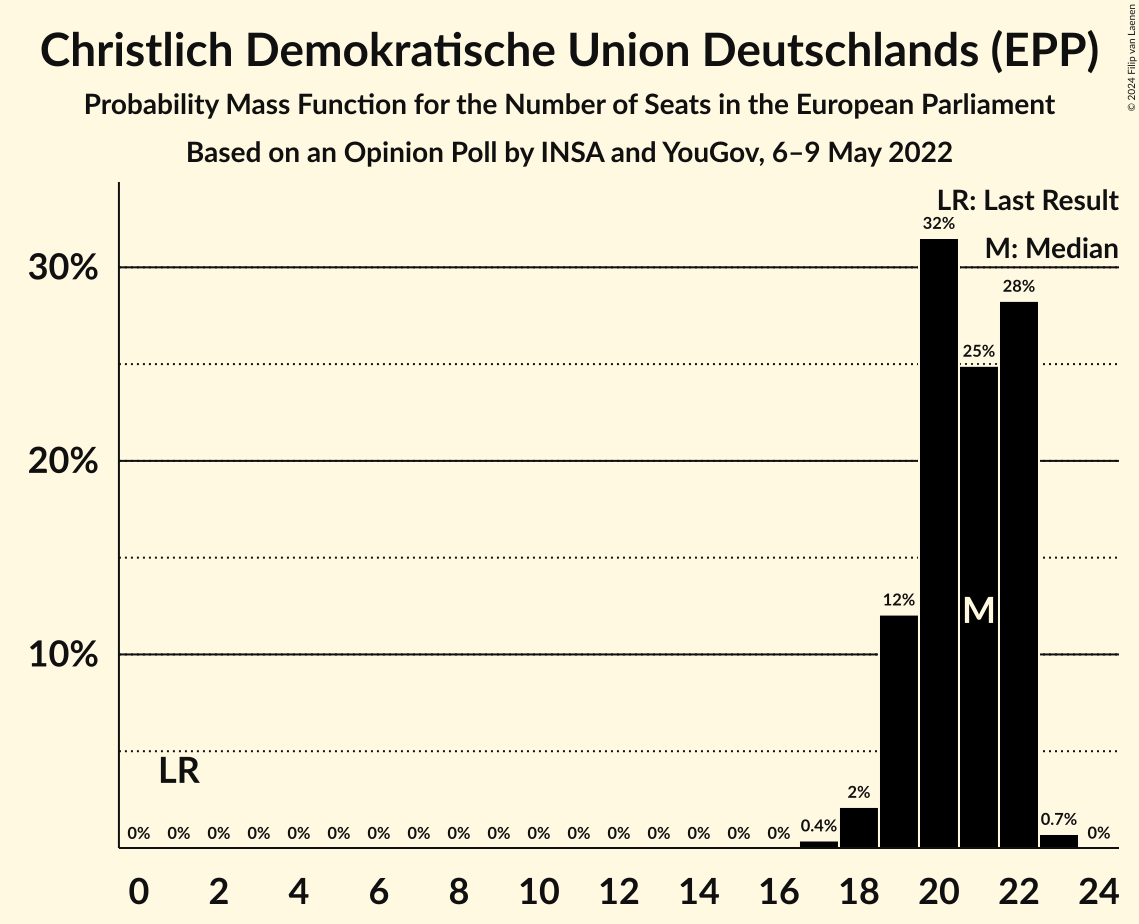 Christlich Demokratische Union Deutschlands (EPP)
Probability Mass Function for the Number of Seats in the European Parliament
Based on an Opinion Poll by INSA and YouGov, 6–9 May 2022
© 2024 Filip van Laenen
LR: Last Result
M: Median
32%
28%
25%
12%
2%
0.4%
0.7%
30%
20%
10%
M
LR
0% 0% 0% 0% 0% 0% 0% 0% 0% 0% 0% 0% 0% 0% 0% 0% 0% 0%
0 2 4 6 8 10 12 14 16 18 20 22 24